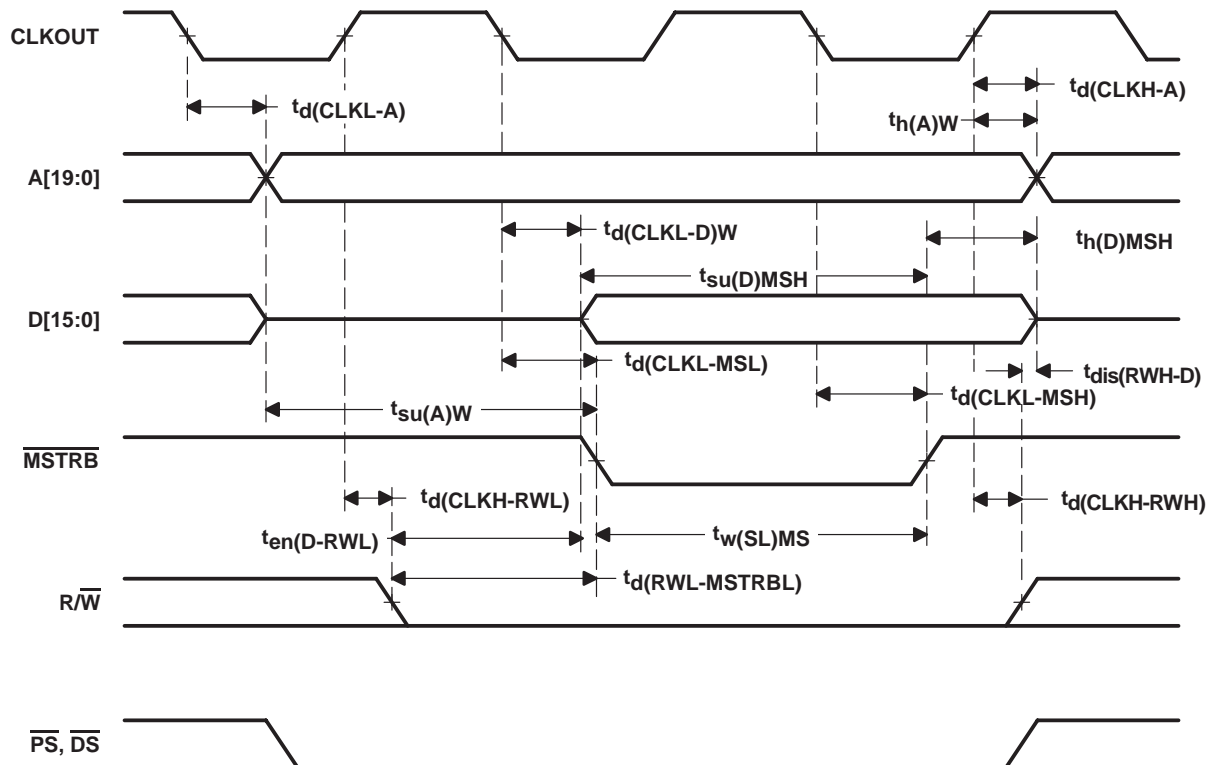 CLKOUT
td(CLKL-A)
td(CLKH-A)
th(A)W
A[19:0]
td(CLKL-D)W
th(D)MSH
tsu(D)MSH
D[15:0]
td(CLKL-MSL)
tdis(RWH-D)
td(CLKL-MSH)
tsu(A)W
MSTRB
td(CLKH-RWL)
td(CLKH-RWH)
ten(D-RWL)
tw(SL)MS
td(RWL-MSTRBL)
R/W
PS, DS